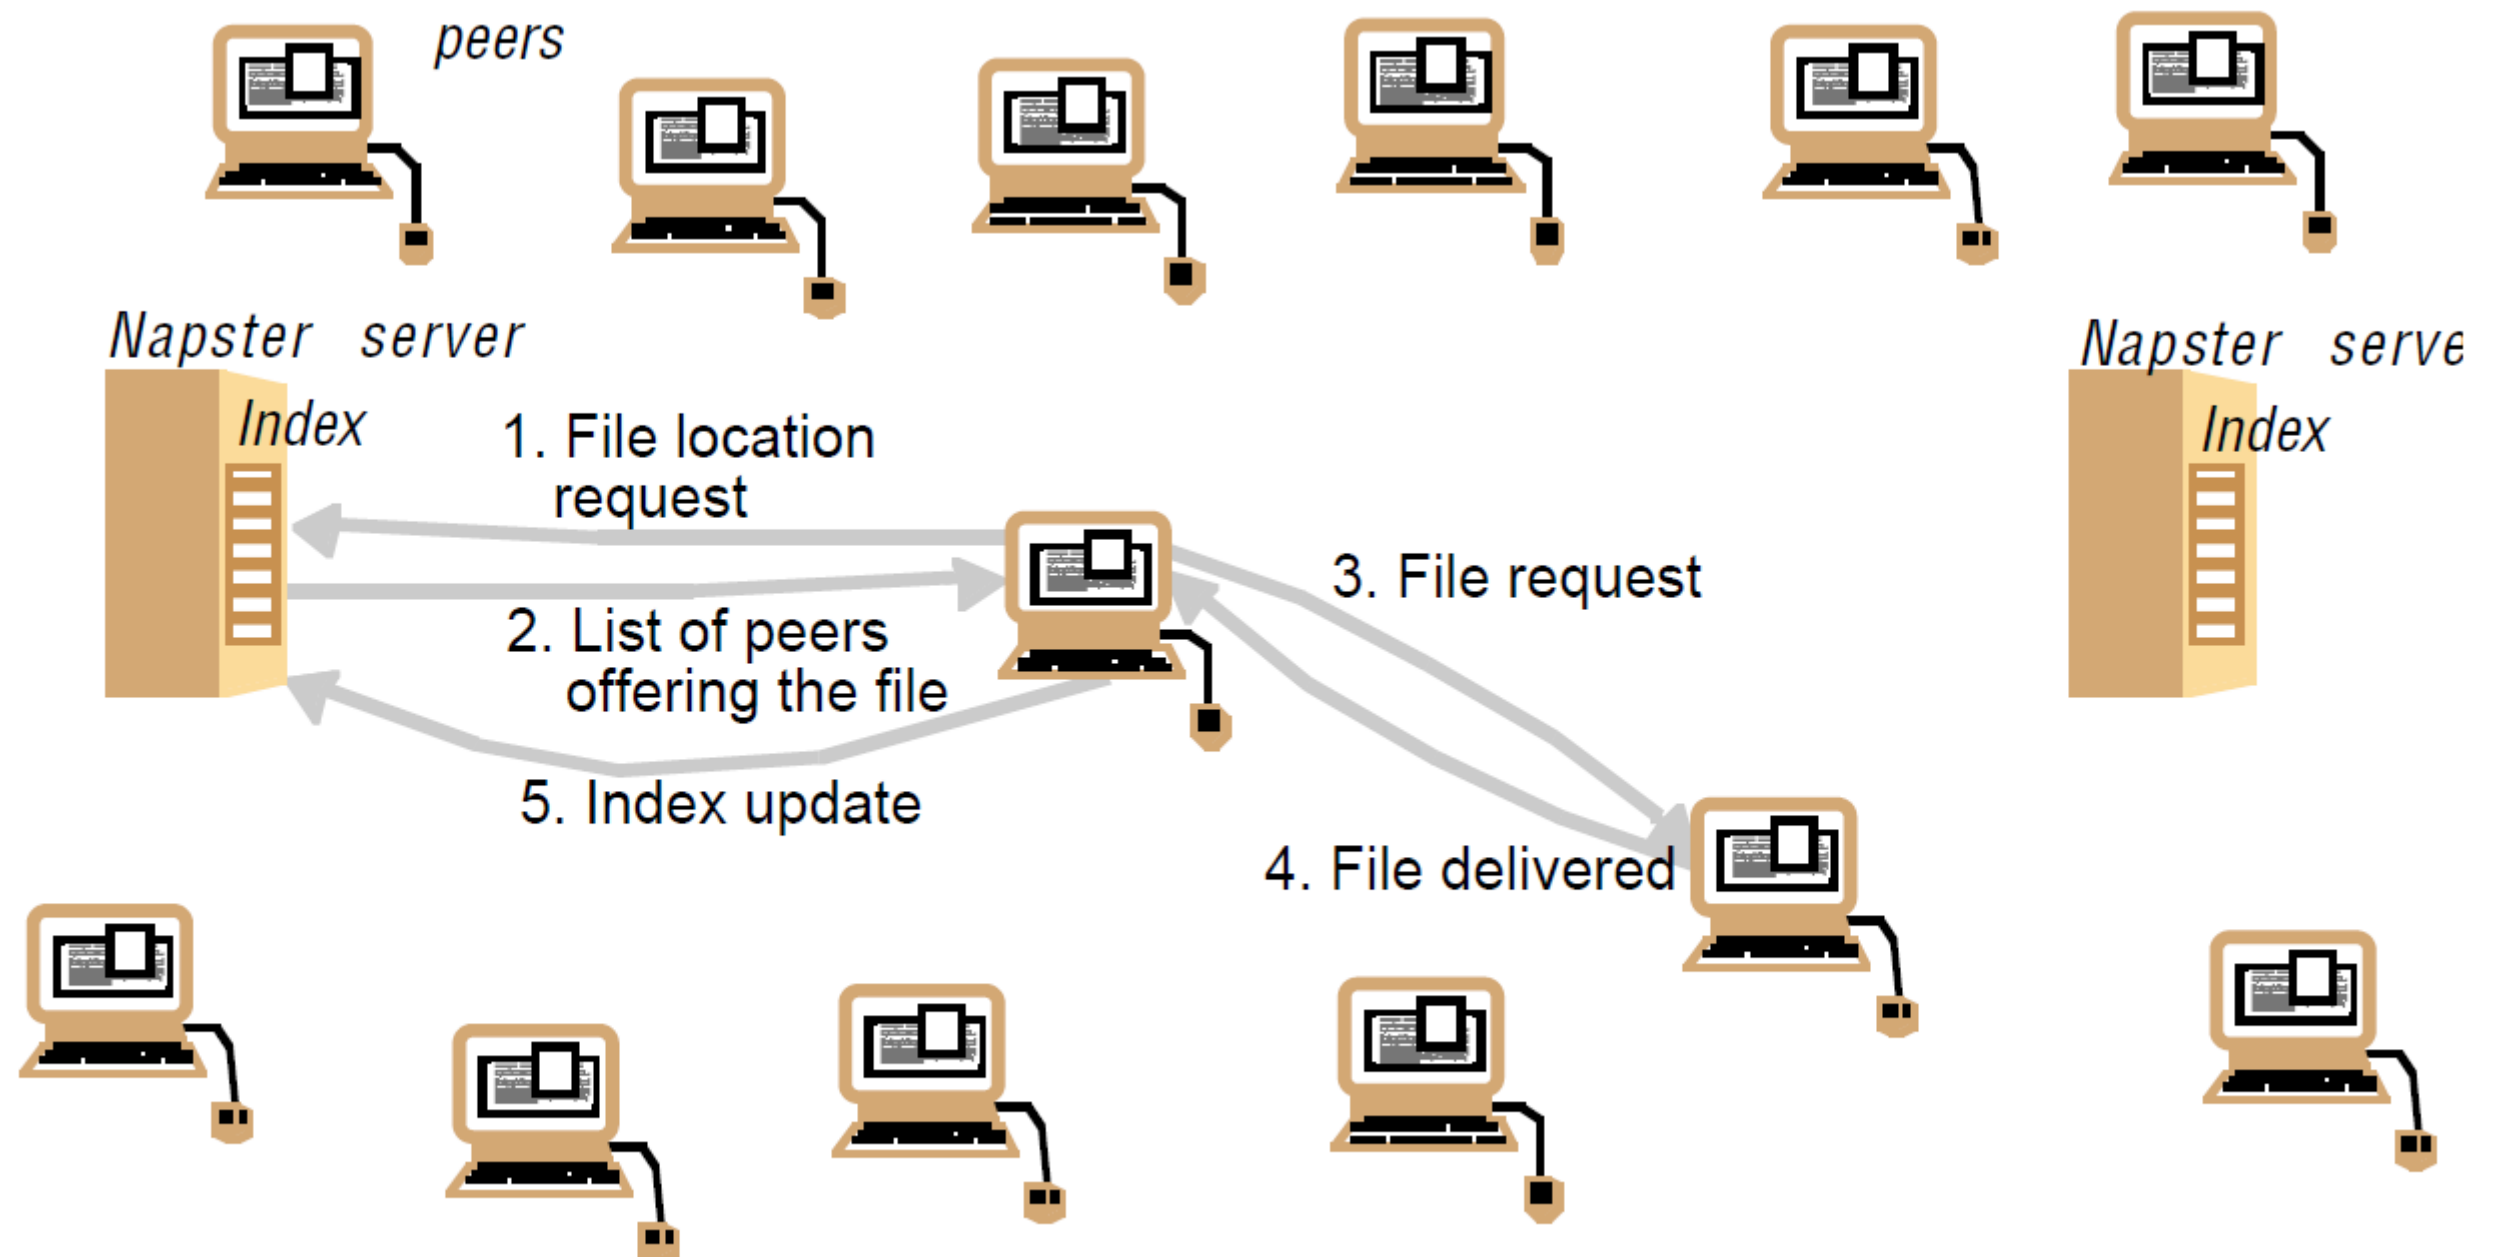 peers
Napster server
Napster serve
Index
Index
1. File location
request
3. File request
2. List of peers
offering the file
5. Index update
4. File delivered